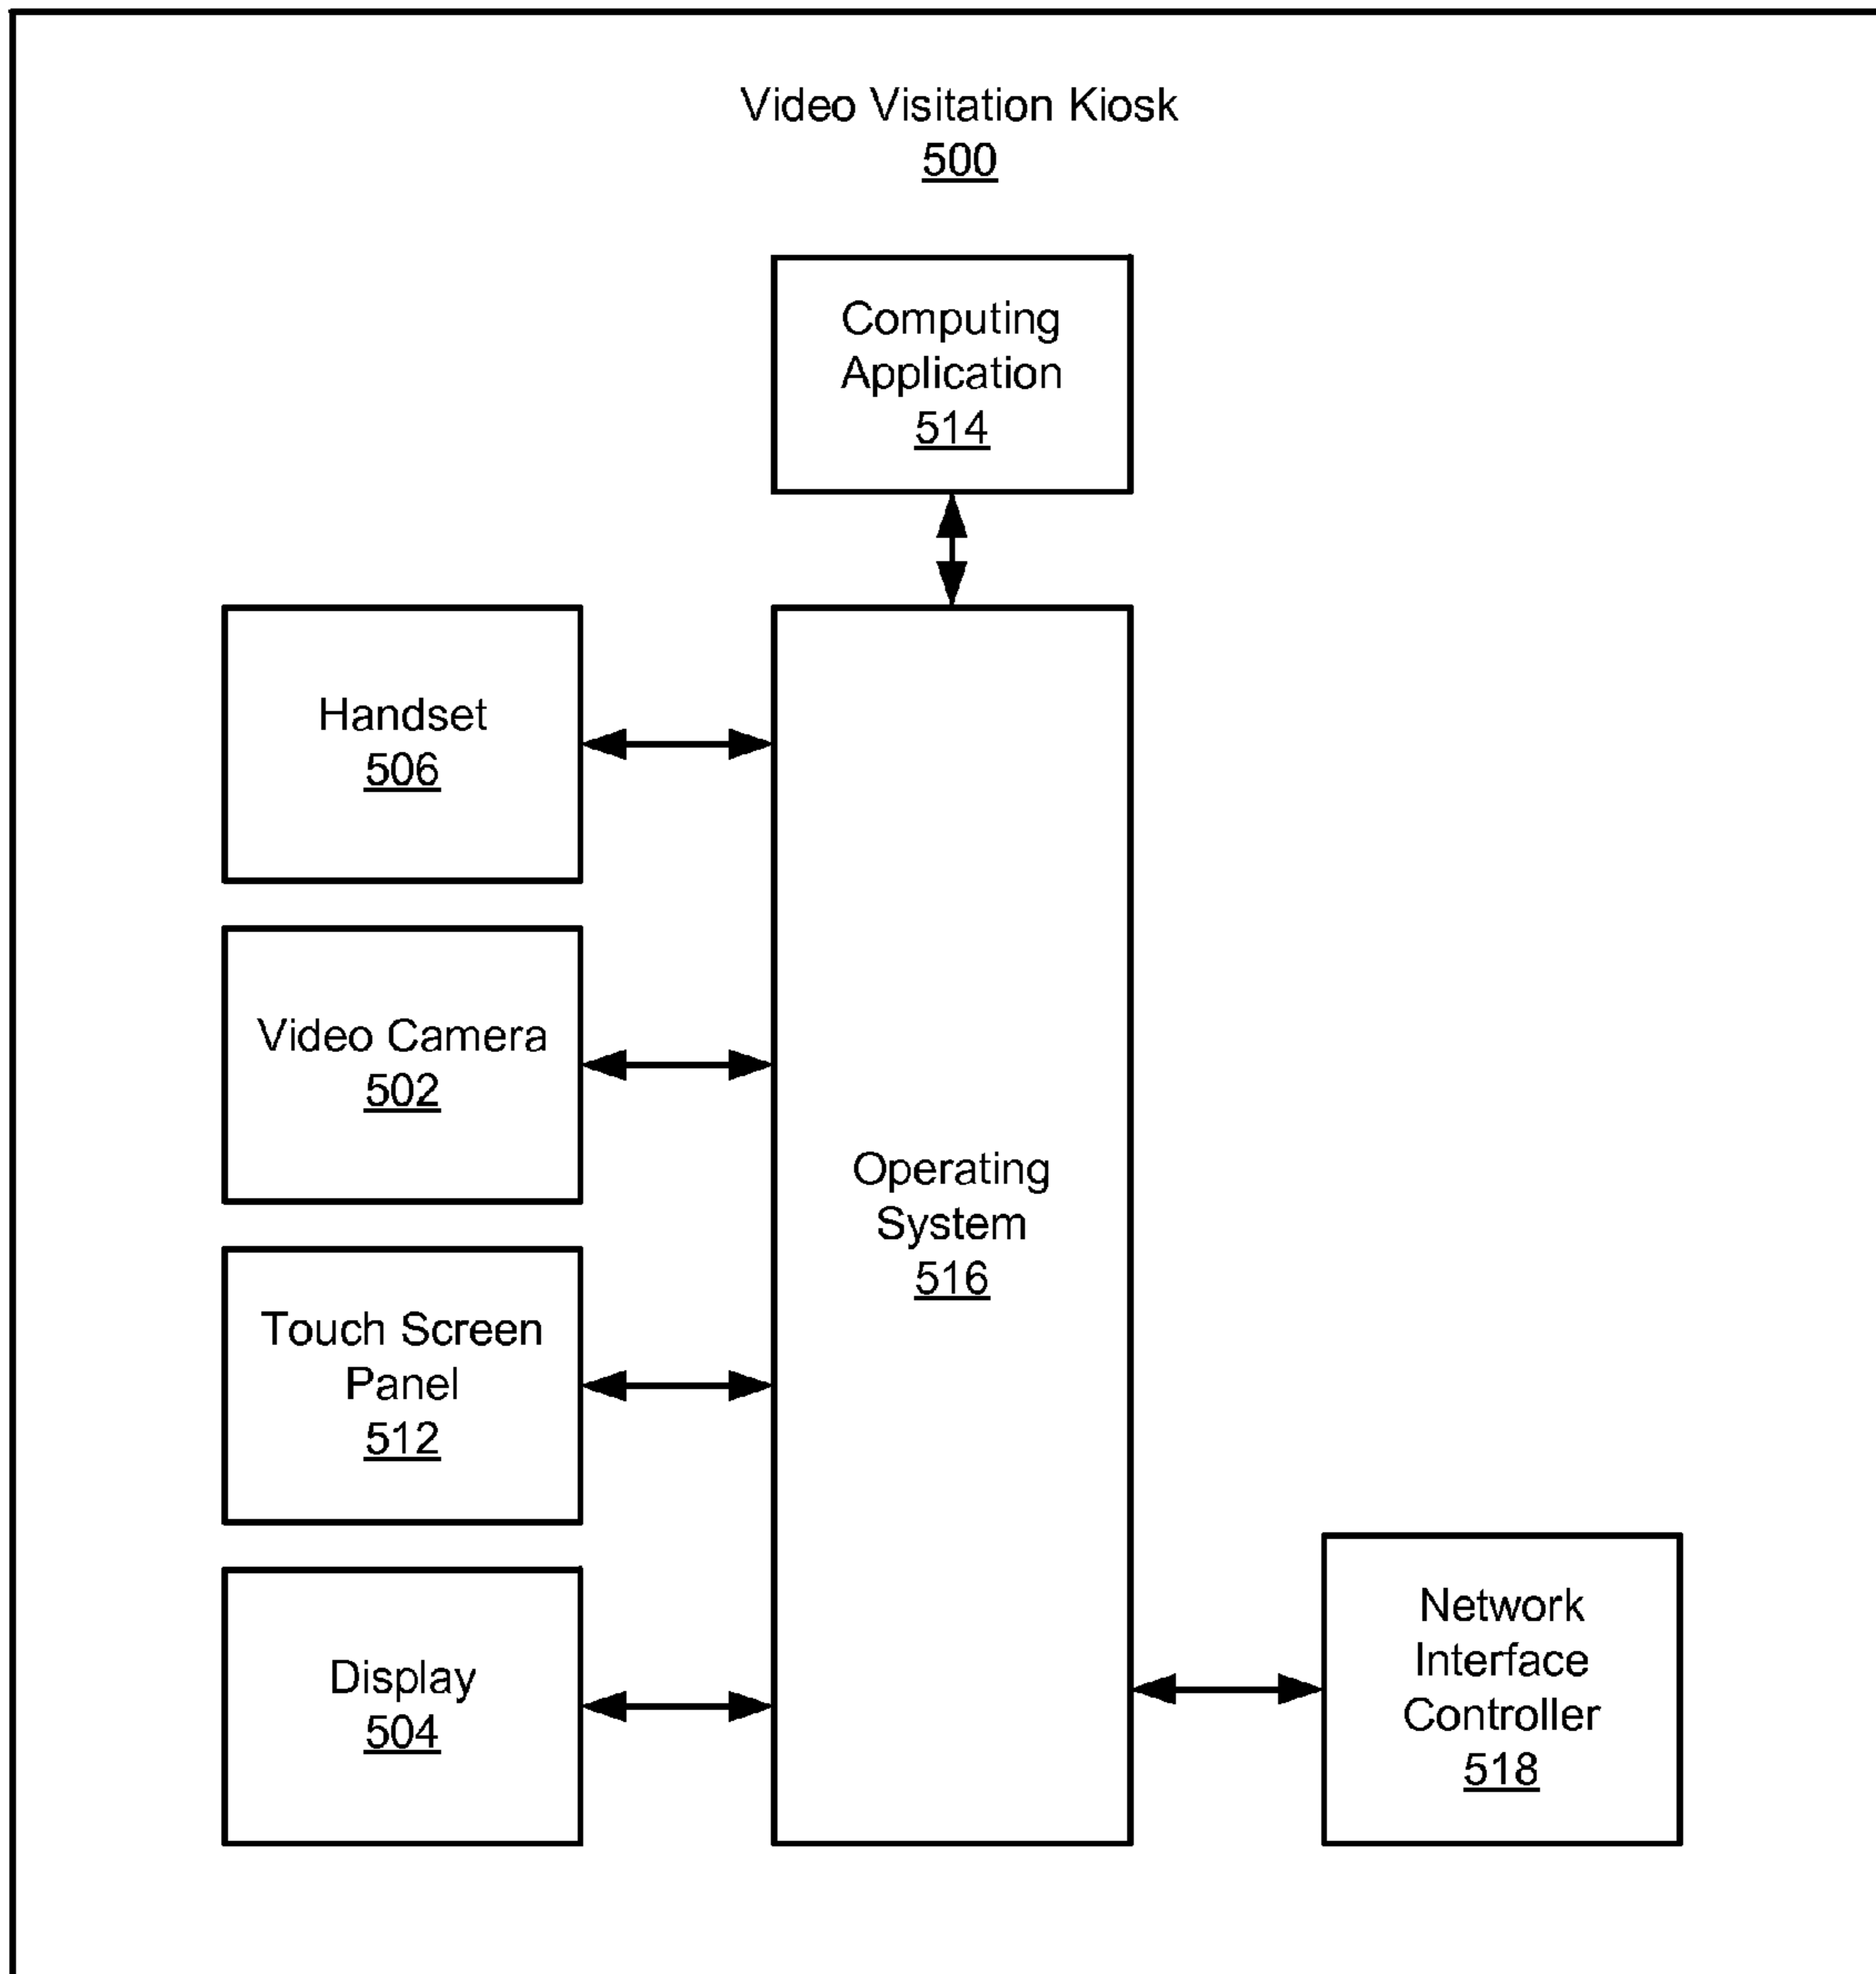 Video Visitation Kiosk
500
Computing
Application
514
Handset
506
Video Camera
502
Operating
System
516
Touch Screen
Panel
512
Display
504
Network
Interface
Controller
518